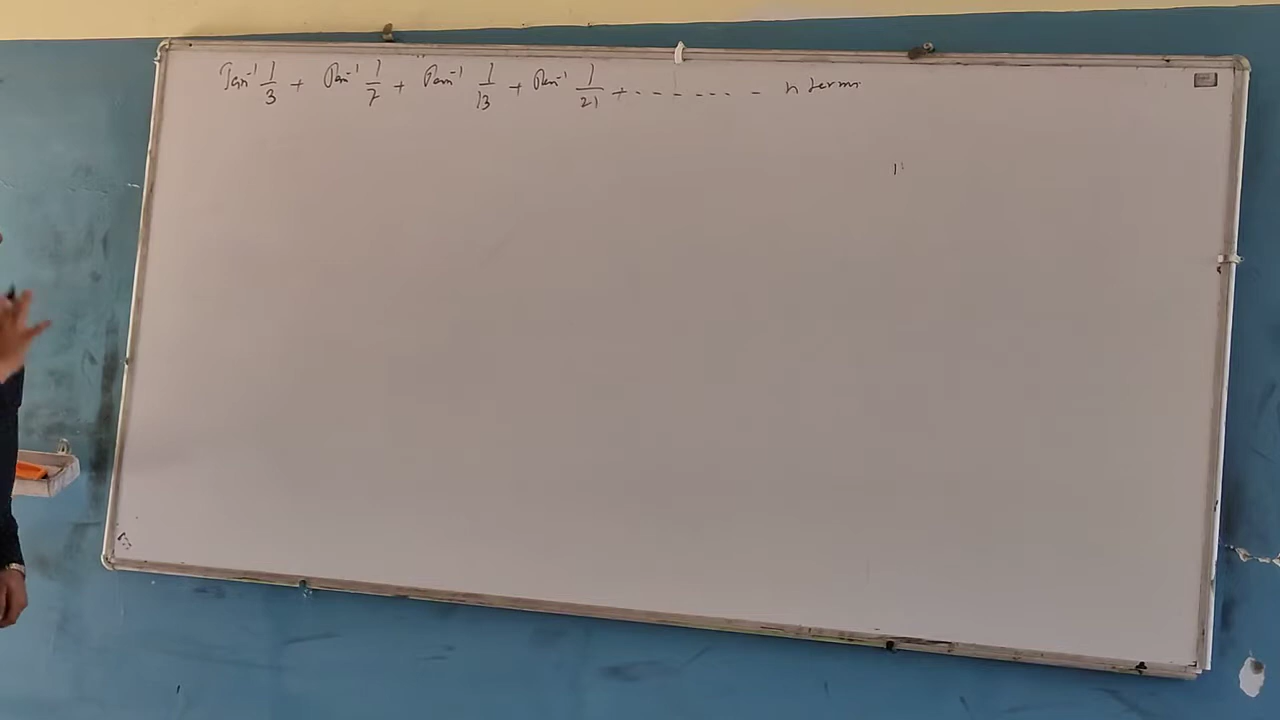 Tan⁻¹ 1/3 + Tan⁻¹ 1/7 + Tan⁻¹ 1/13 + Tan⁻¹ 1/21 + - - - - - - - - n terms